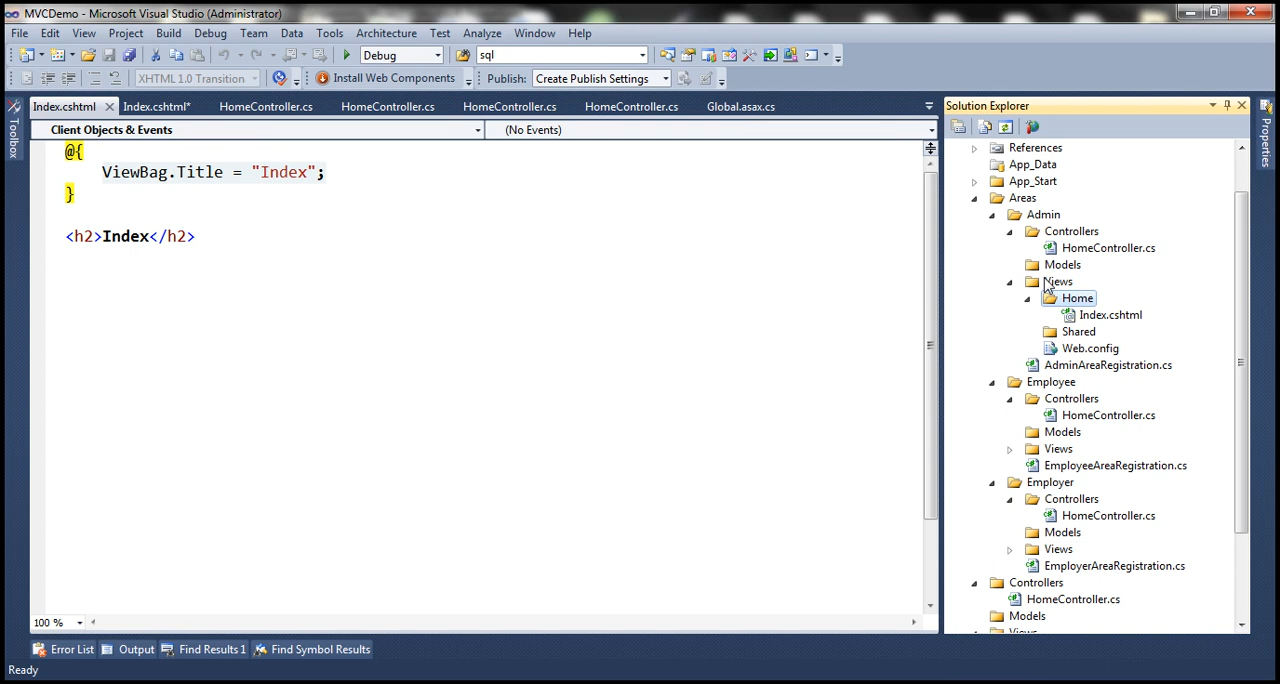 MVCDemo - Microsoft Visual Studio (Administrator)
File Edit View Project Build Debug Team Data Tools Architecture Test Analyze Window Help
Debug sql
XHTML 1.0 Transition Install Web Components Publish: Create Publish Settings
Index.cshtml Index.cshtml* HomeController.cs HomeController.cs HomeController.cs HomeController.cs Global.asax.cs
Client Objects & Events (No Events)
@{
ViewBag.Title = "Index";
}
<h2>Index</h2>
100 %
Toolbox
Solution Explorer
References
App_Data
App_Start
Areas
Admin
Controllers
HomeController.cs
Models
Views
Home
Index.cshtml
Shared
Web.config
AdminAreaRegistration.cs
Employee
Controllers
HomeController.cs
Models
Views
EmployeeAreaRegistration.cs
Employer
Controllers
HomeController.cs
Models
Views
EmployerAreaRegistration.cs
Controllers
HomeController.cs
Models
Views
Properties
Error List Output Find Results 1 Find Symbol Results
Ready